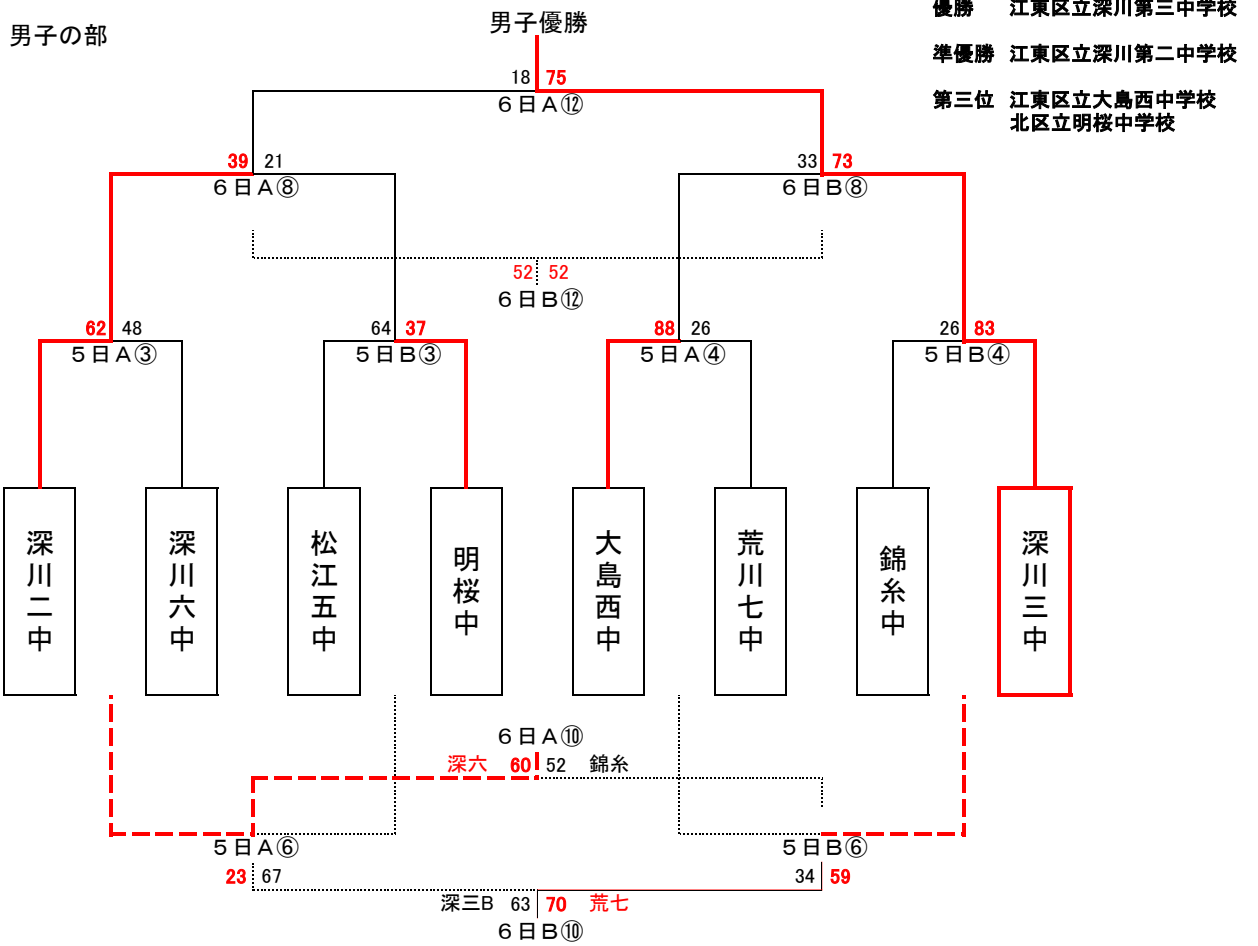 優勝 江東区立深川第三中学校
男子の部
男子優勝
準優勝 江東区立深川第二中学校
18 75
6日A⑫
第三位 江東区立大島西中学校
北区立明桜中学校
39 21
6日A⑧
33 73
6日B⑧
52 52
6日B⑫
62 48
5日A③
64 37
5日B③
88 26
5日A④
26 83
5日B④
深川二中
深川六中
松江五中
明桜中
大島西中
荒川七中
錦糸中
深川三中
6日A⑩
深六 60 52 錦糸
5日A⑥
23 67
5日B⑥
34 59
深三B 63 70 荒七
6日B⑩